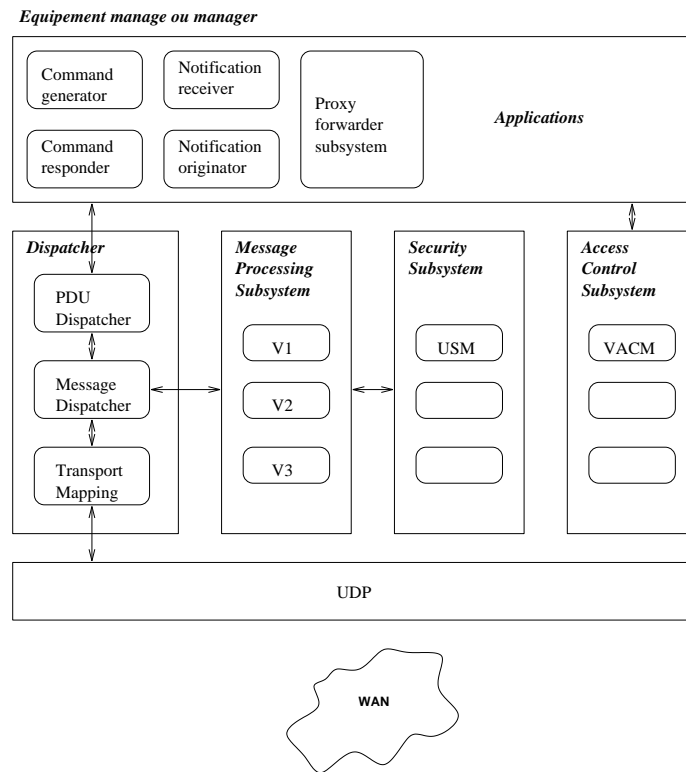 Equipement manage ou manager
Command
generator
Notification
receiver
Proxy
forwarder
subsystem
Applications
Command
responder
Notification
originator
Dispatcher
PDU
Dispatcher
Message
Dispatcher
Transport
Mapping
Message
Processing
Subsystem
V1
V2
V3
Security
Subsystem
USM
Access
Control
Subsystem
VACM
UDP
WAN